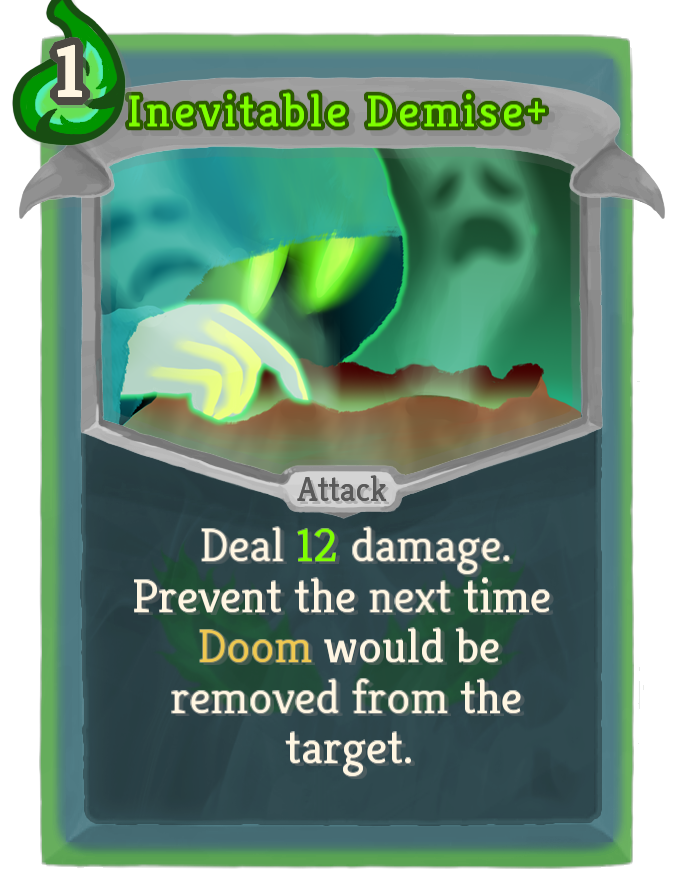 1
Inevitable Demise+
Attack
Deal 12 damage.
Prevent the next time
Doom would be
removed from the
target.